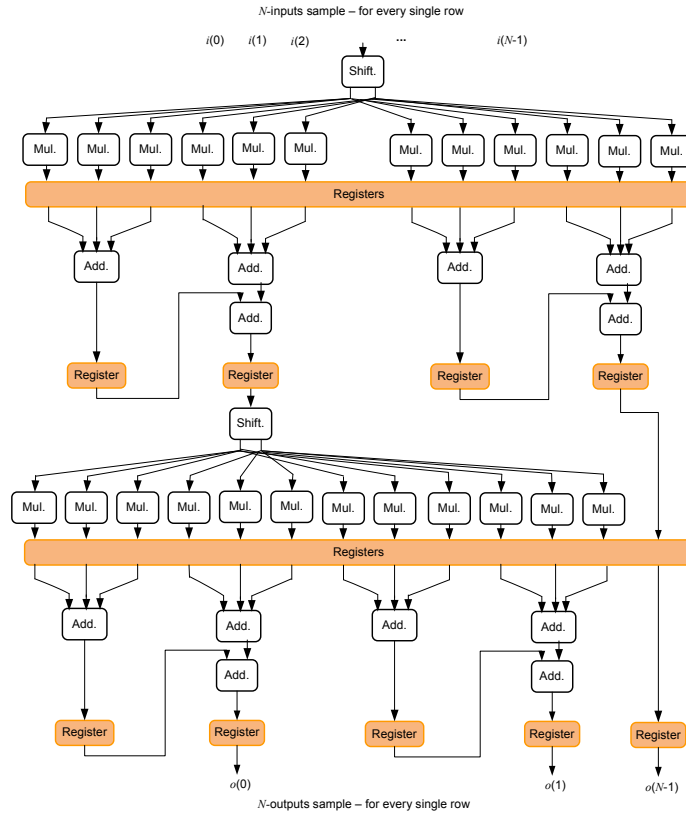 N-inputs sample – for every single row
i(0) i(1) i(2) ... i(N-1)
Shift.
Mul. Mul. Mul. Mul. Mul. Mul. Mul. Mul. Mul. Mul. Mul. Mul.
Registers
Add. Add. Add. Add.
Add. Add.
Register Register Register Register
Shift.
Mul. Mul. Mul. Mul. Mul. Mul. Mul. Mul. Mul. Mul. Mul. Mul.
Registers
Add. Add. Add. Add.
Add. Add.
Register Register Register Register Register
o(0) o(1) o(N-1)
N-outputs sample – for every single row